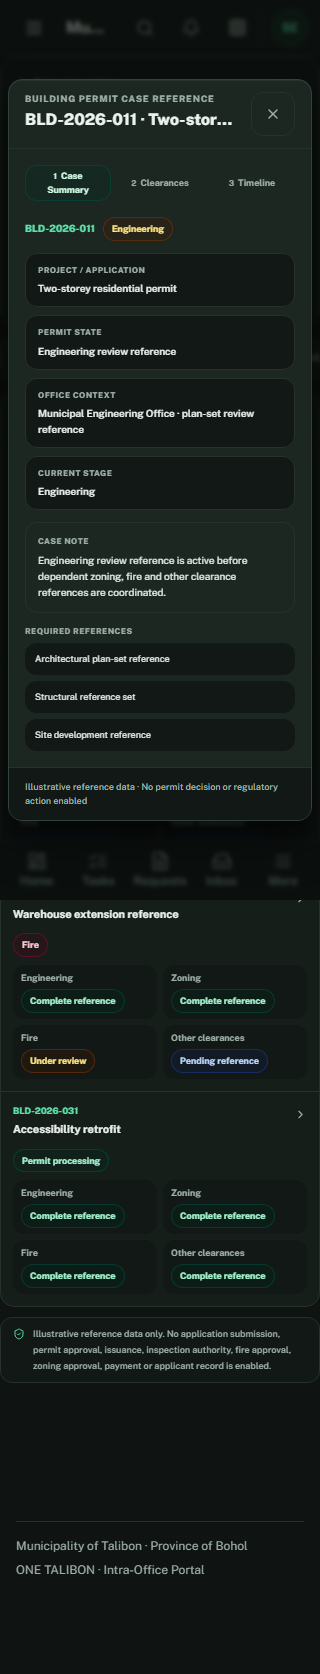 BUILDING PERMIT CASE REFERENCE
BLD-2026-011 · Two-stor...
1 Case Summary
2 Clearances
3 Timeline
BLD-2026-011
Engineering
PROJECT / APPLICATION
Two-storey residential permit
PERMIT STATE
Engineering review reference
OFFICE CONTEXT
Municipal Engineering Office · plan-set review
reference
CURRENT STAGE
Engineering
CASE NOTE
Engineering review reference is active before
dependent zoning, fire and other clearance
references are coordinated.
REQUIRED REFERENCES
Architectural plan-set reference
Structural reference set
Site development reference
Illustrative reference data · No permit decision or regulatory
action enabled
Home
Tasks
Requests
Inbox
More
Warehouse extension reference
Fire
Engineering
Complete reference
Zoning
Complete reference
Fire
Under review
Other clearances
Pending reference
BLD-2026-031
Accessibility retrofit
Permit processing
Engineering
Complete reference
Zoning
Complete reference
Fire
Complete reference
Other clearances
Complete reference
Illustrative reference data only. No application submission,
permit approval, issuance, inspection authority, fire approval,
zoning approval, payment or applicant record is enabled.
Municipality of Talibon · Province of Bohol
ONE TALIBON · Intra-Office Portal